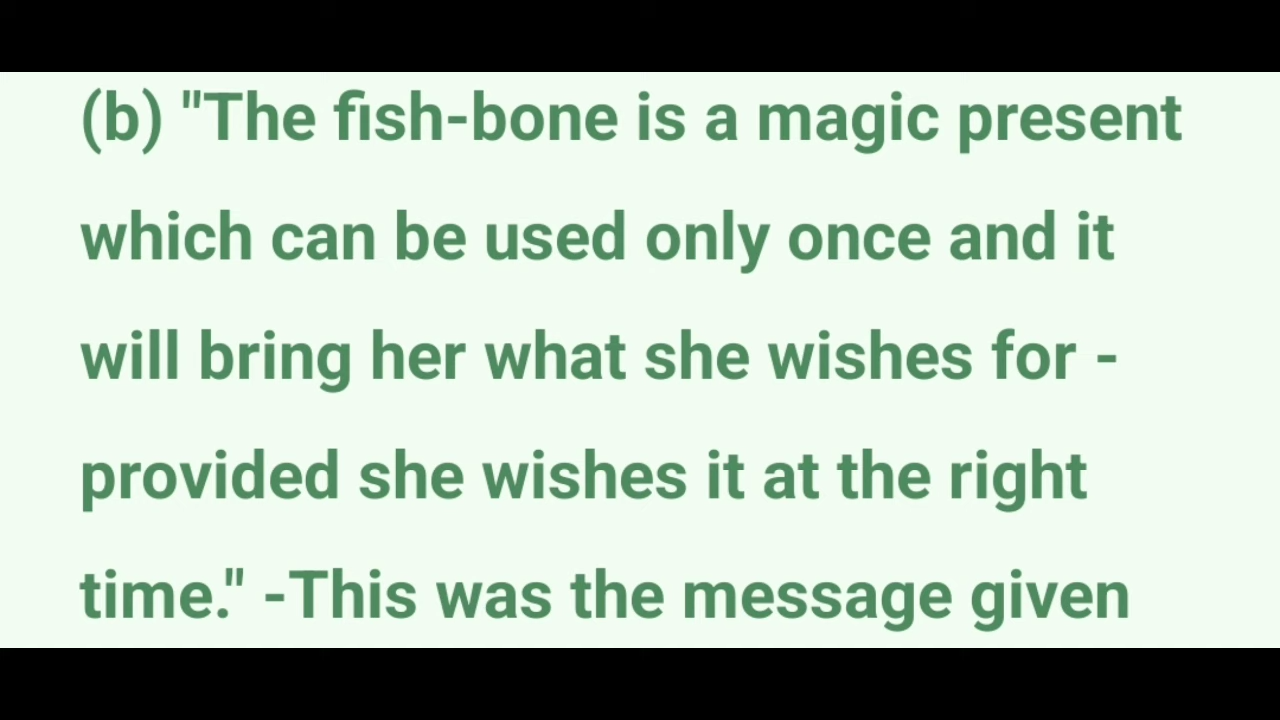 (b) "The fish-bone is a magic present
which can be used only once and it
will bring her what she wishes for -
provided she wishes it at the right
time." -This was the message given